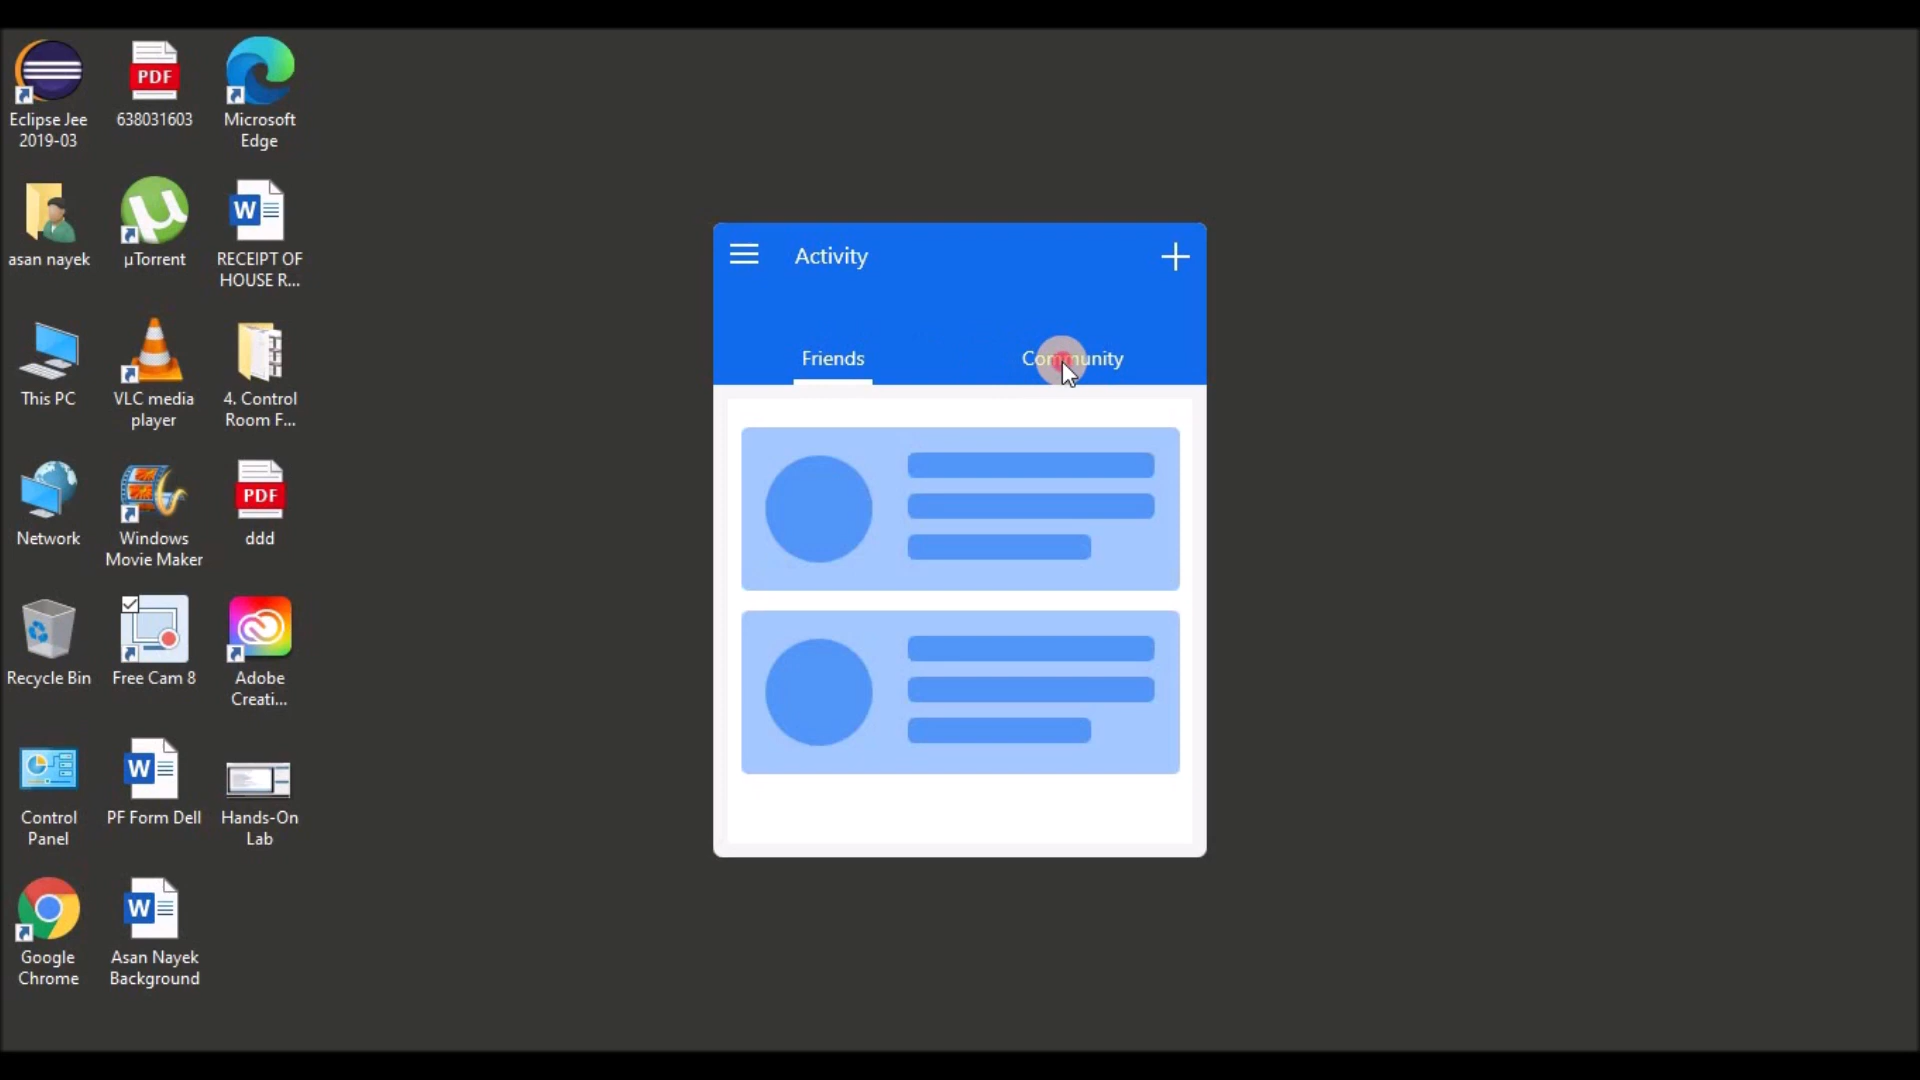 Eclipse Jee
2019-03
PDF
638031603
Microsoft
Edge
asan nayek
µ
µTorrent
W
RECEIPT OF
HOUSE R...
This PC
VLC media
player
4. Control
Room F...
Network
Windows
Movie Maker
PDF
ddd
Recycle Bin
Free Cam 8
Adobe
Creati...
Control
Panel
W
PF Form Dell
Hands-On
Lab
Google
Chrome
W
Asan Nayek
Background
Activity
Friends
Community